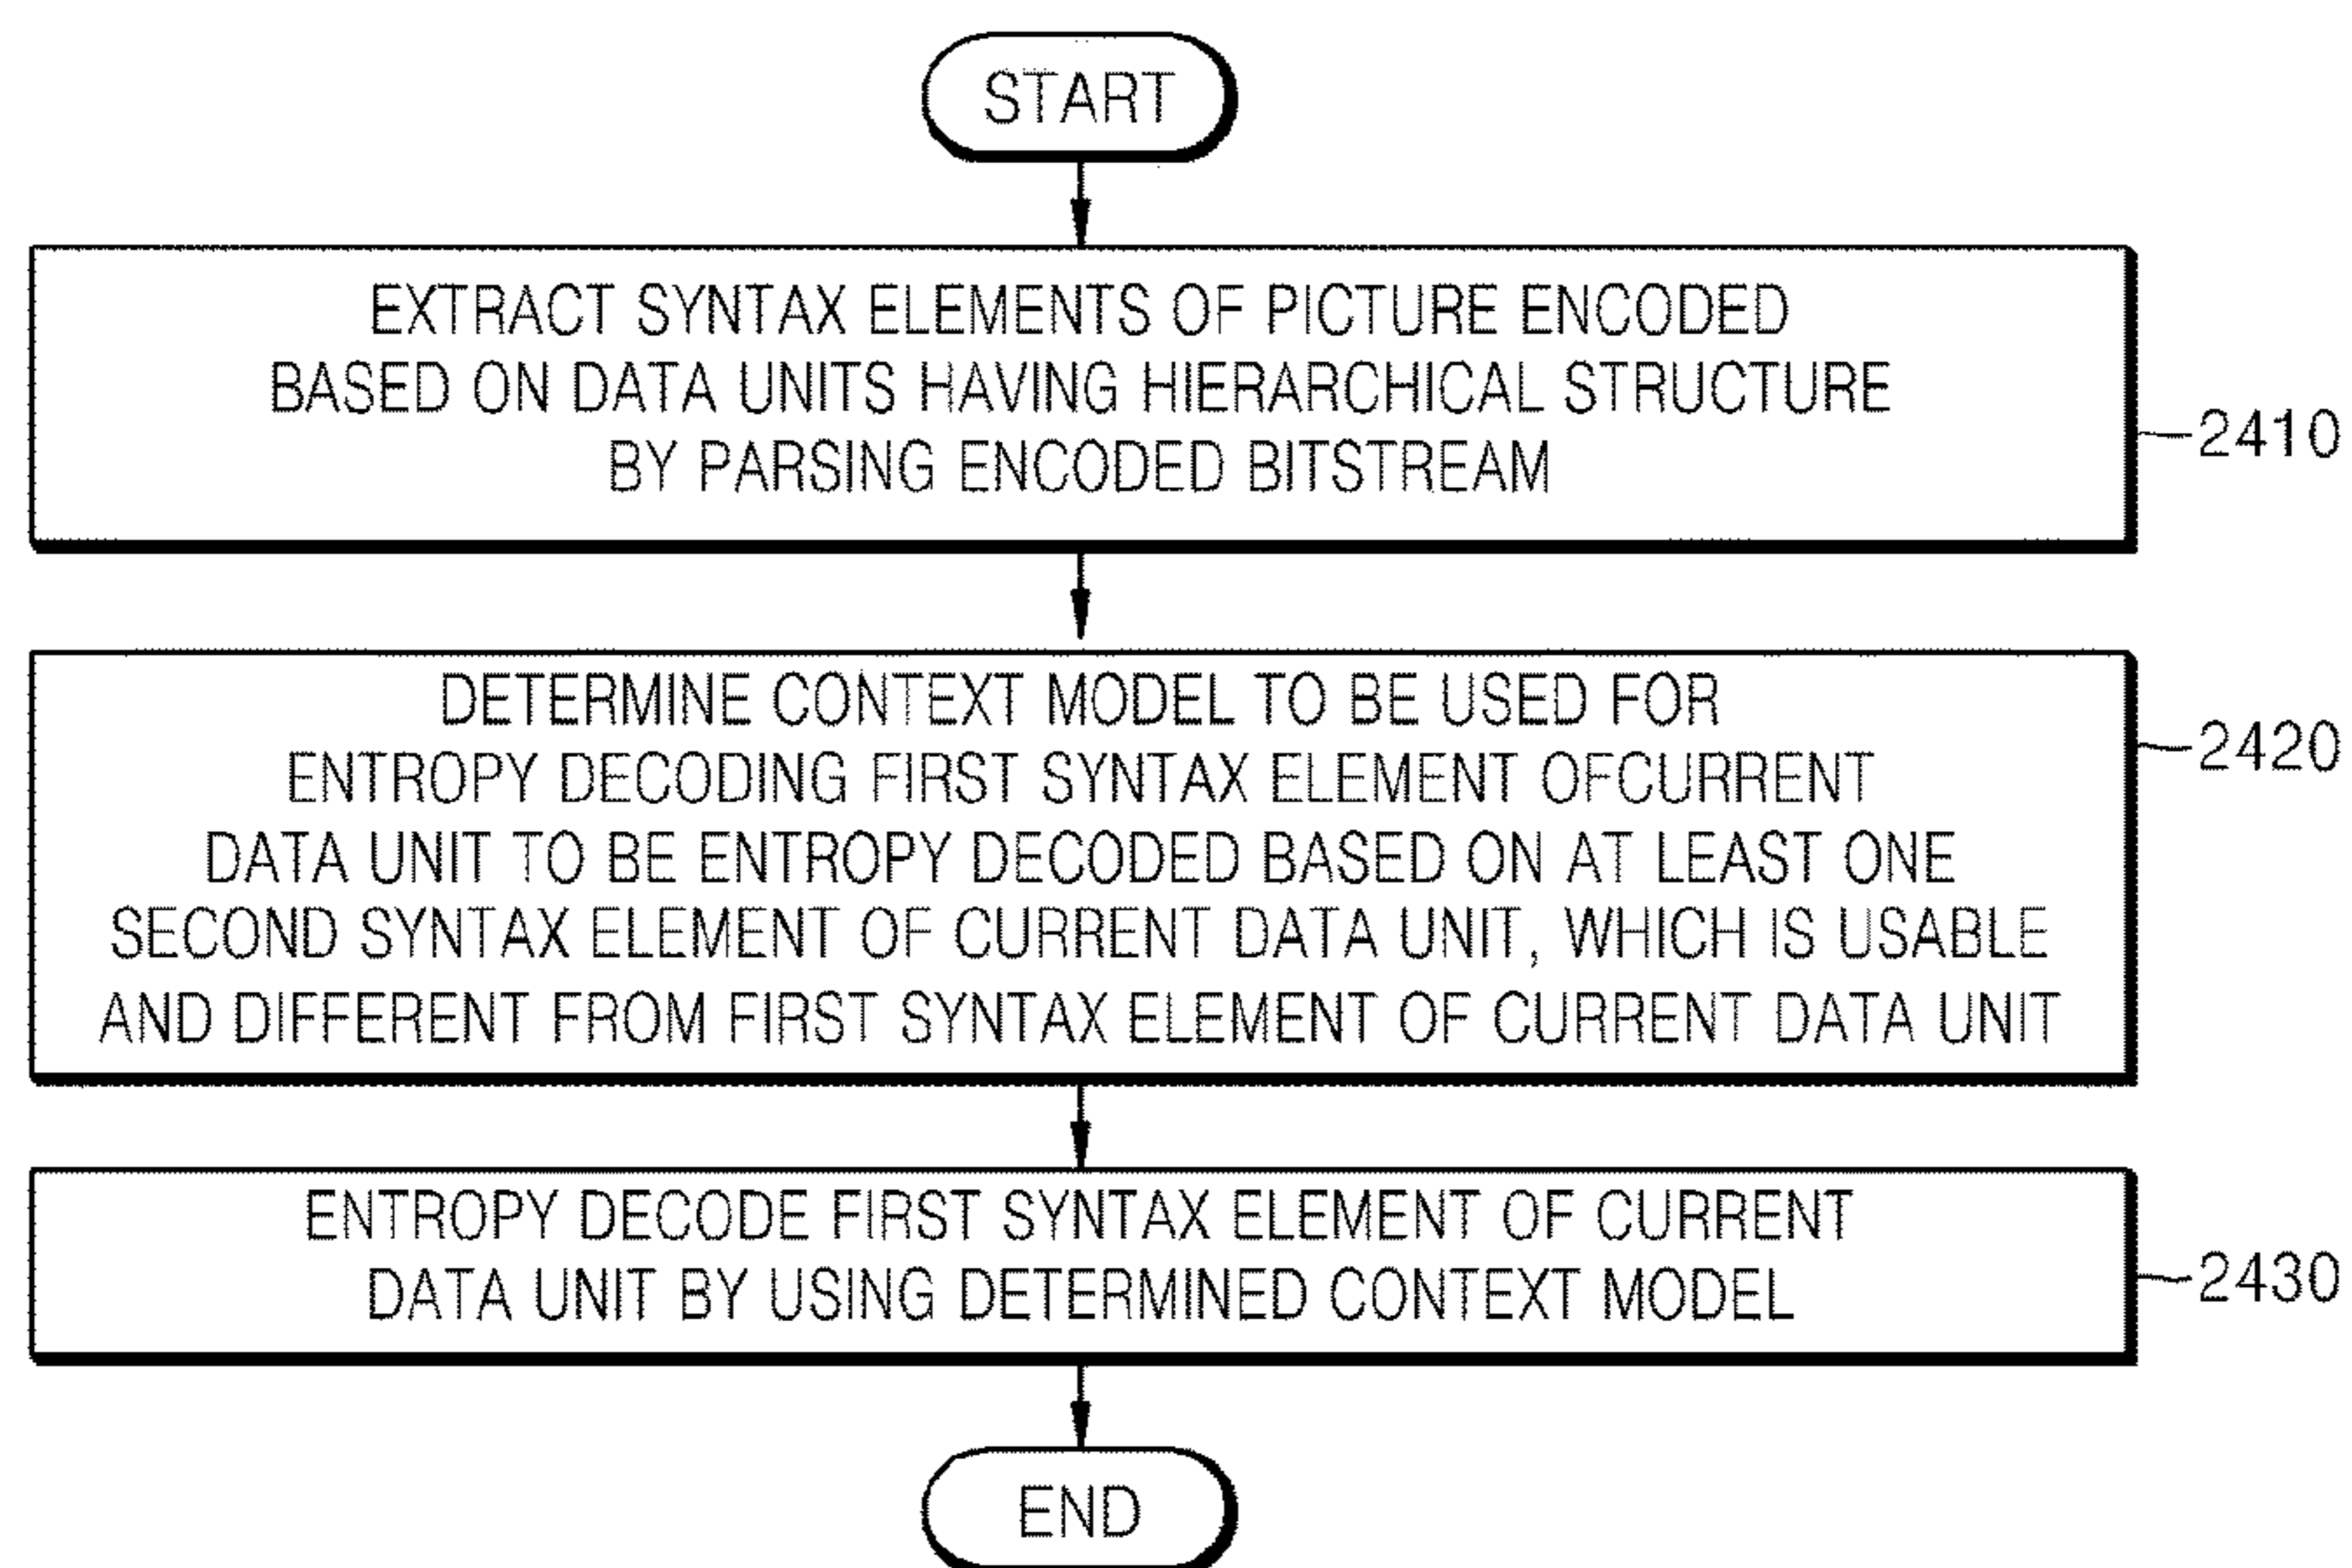 START
EXTRACT SYNTAX ELEMENTS OF PICTURE ENCODED
BASED ON DATA UNITS HAVING HIERARCHICAL STRUCTURE
BY PARSING ENCODED BITSTREAM
2410
DETERMINE CONTEXT MODEL TO BE USED FOR
ENTROPY DECODING FIRST SYNTAX ELEMENT OFCURRENT
DATA UNIT TO BE ENTROPY DECODED BASED ON AT LEAST ONE
SECOND SYNTAX ELEMENT OF CURRENT DATA UNIT, WHICH IS USABLE
AND DIFFERENT FROM FIRST SYNTAX ELEMENT OF CURRENT DATA UNIT
2420
ENTROPY DECODE FIRST SYNTAX ELEMENT OF CURRENT
DATA UNIT BY USING DETERMINED CONTEXT MODEL
2430
END